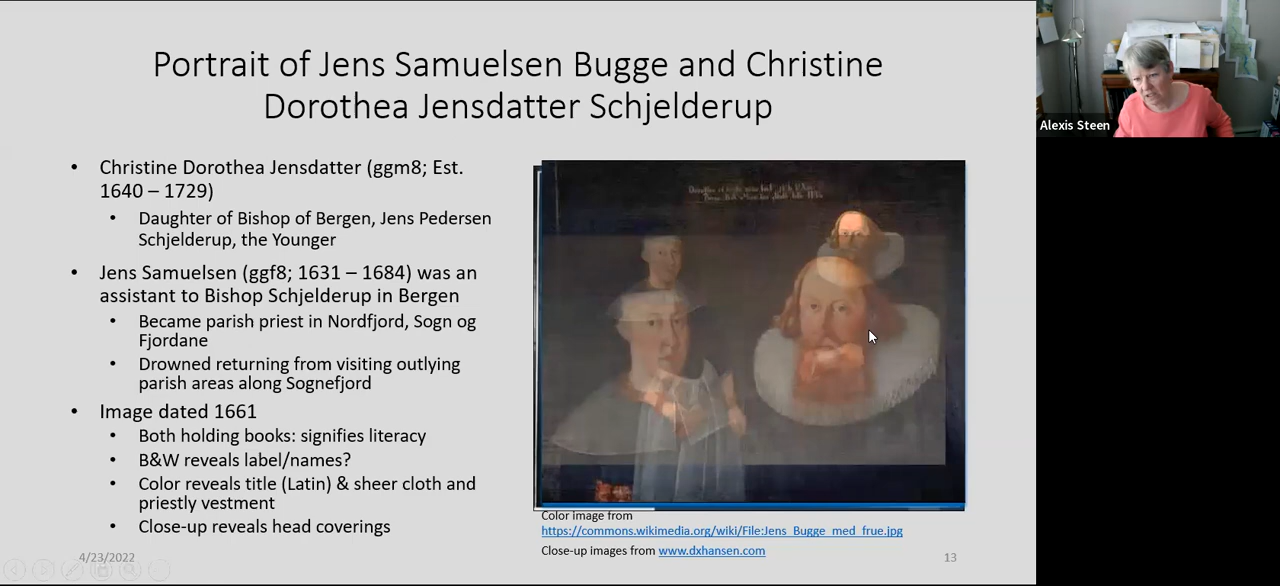 Portrait of Jens Samuelsen Bugge and Christine
Dorothea Jensdatter Schjelderup
• Christine Dorothea Jensdatter (ggm8; Est.
1640 – 1729)
• Daughter of Bishop of Bergen, Jens Pedersen
Schjelderup, the Younger
• Jens Samuelsen (ggf8; 1631 – 1684) was an
assistant to Bishop Schjelderup in Bergen
• Became parish priest in Nordfjord, Sogn og
Fjordane
• Drowned returning from visiting outlying
parish areas along Sognefjord
• Image dated 1661
• Both holding books: signifies literacy
• B&W reveals label/names?
• Color reveals title (Latin) & sheer cloth and
priestly vestment
• Close-up reveals head coverings
Color image from
https://commons.wikimedia.org/wiki/File:Jens_Bugge_med_frue.jpg
Close-up images from www.dxhansen.com
4/23/2022
13
Alexis Steen